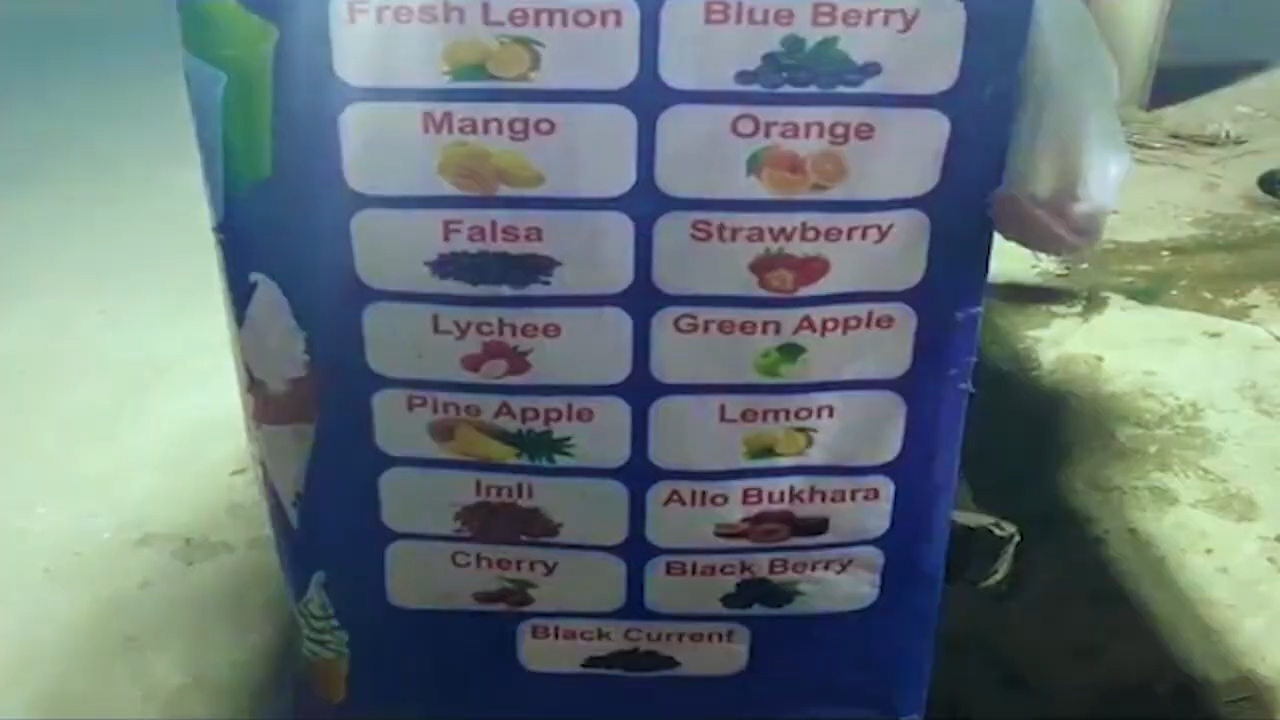 Fresh Lemon
Blue Berry
Mango
Orange
Falsa
Strawberry
Lychee
Green Apple
Pine Apple
Lemon
Imli
Allo Bukhara
Cherry
Black Berry
Black Current